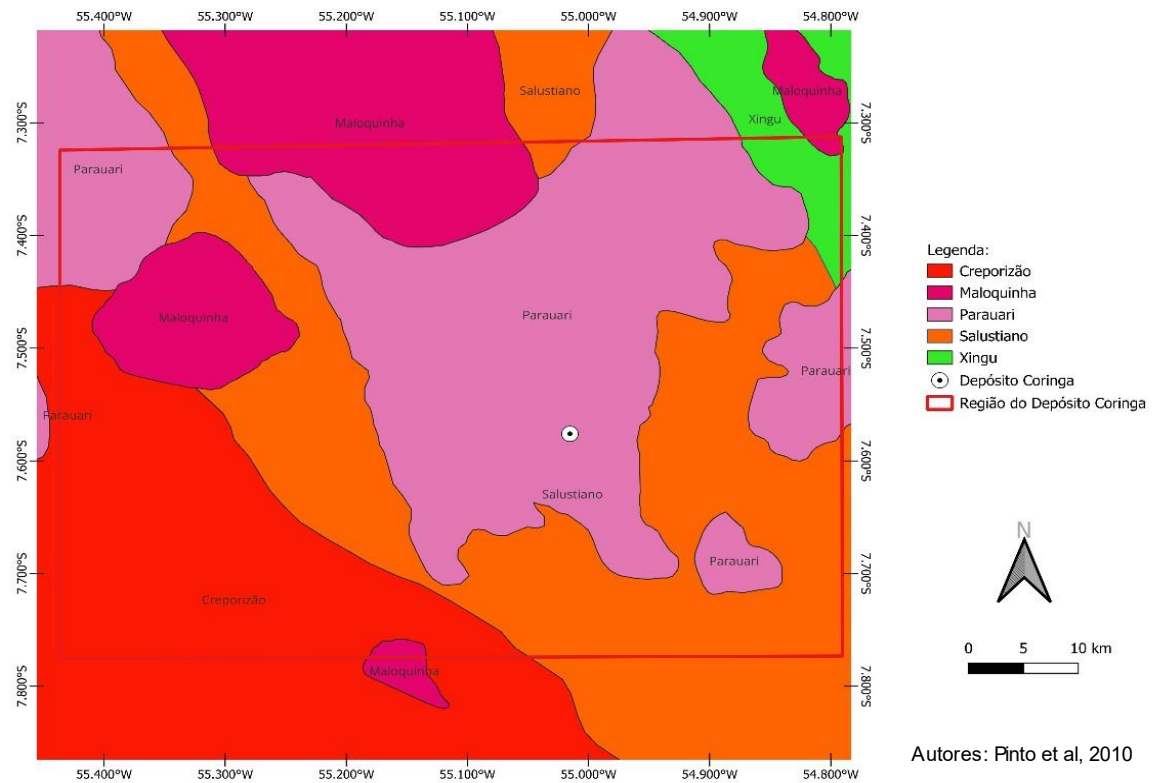 55.400°W 55.300°W 55.200°W 55.100°W 55.000°W 54.900°W 54.800°W
7.300°S 7.300°S
7.400°S 7.400°S
7.500°S 7.500°S
7.600°S 7.600°S
7.700°S 7.700°S
7.800°S 7.800°S
Salustiano
Maloquinha
Maloquinha
Xingu
Parauari
Maloquinha
Parauari
Parauari
Parauari
Salustiano
Parauari
Creporizão
Maloquinha
55.400°W 55.300°W 55.200°W 55.100°W 55.000°W 54.900°W 54.800°W
Legenda:
Creporizão
Maloquinha
Parauari
Salustiano
Xingu
Depósito Coringa
Região do Depósito Coringa
N
0 5 10 km
Autores: Pinto et al, 2010